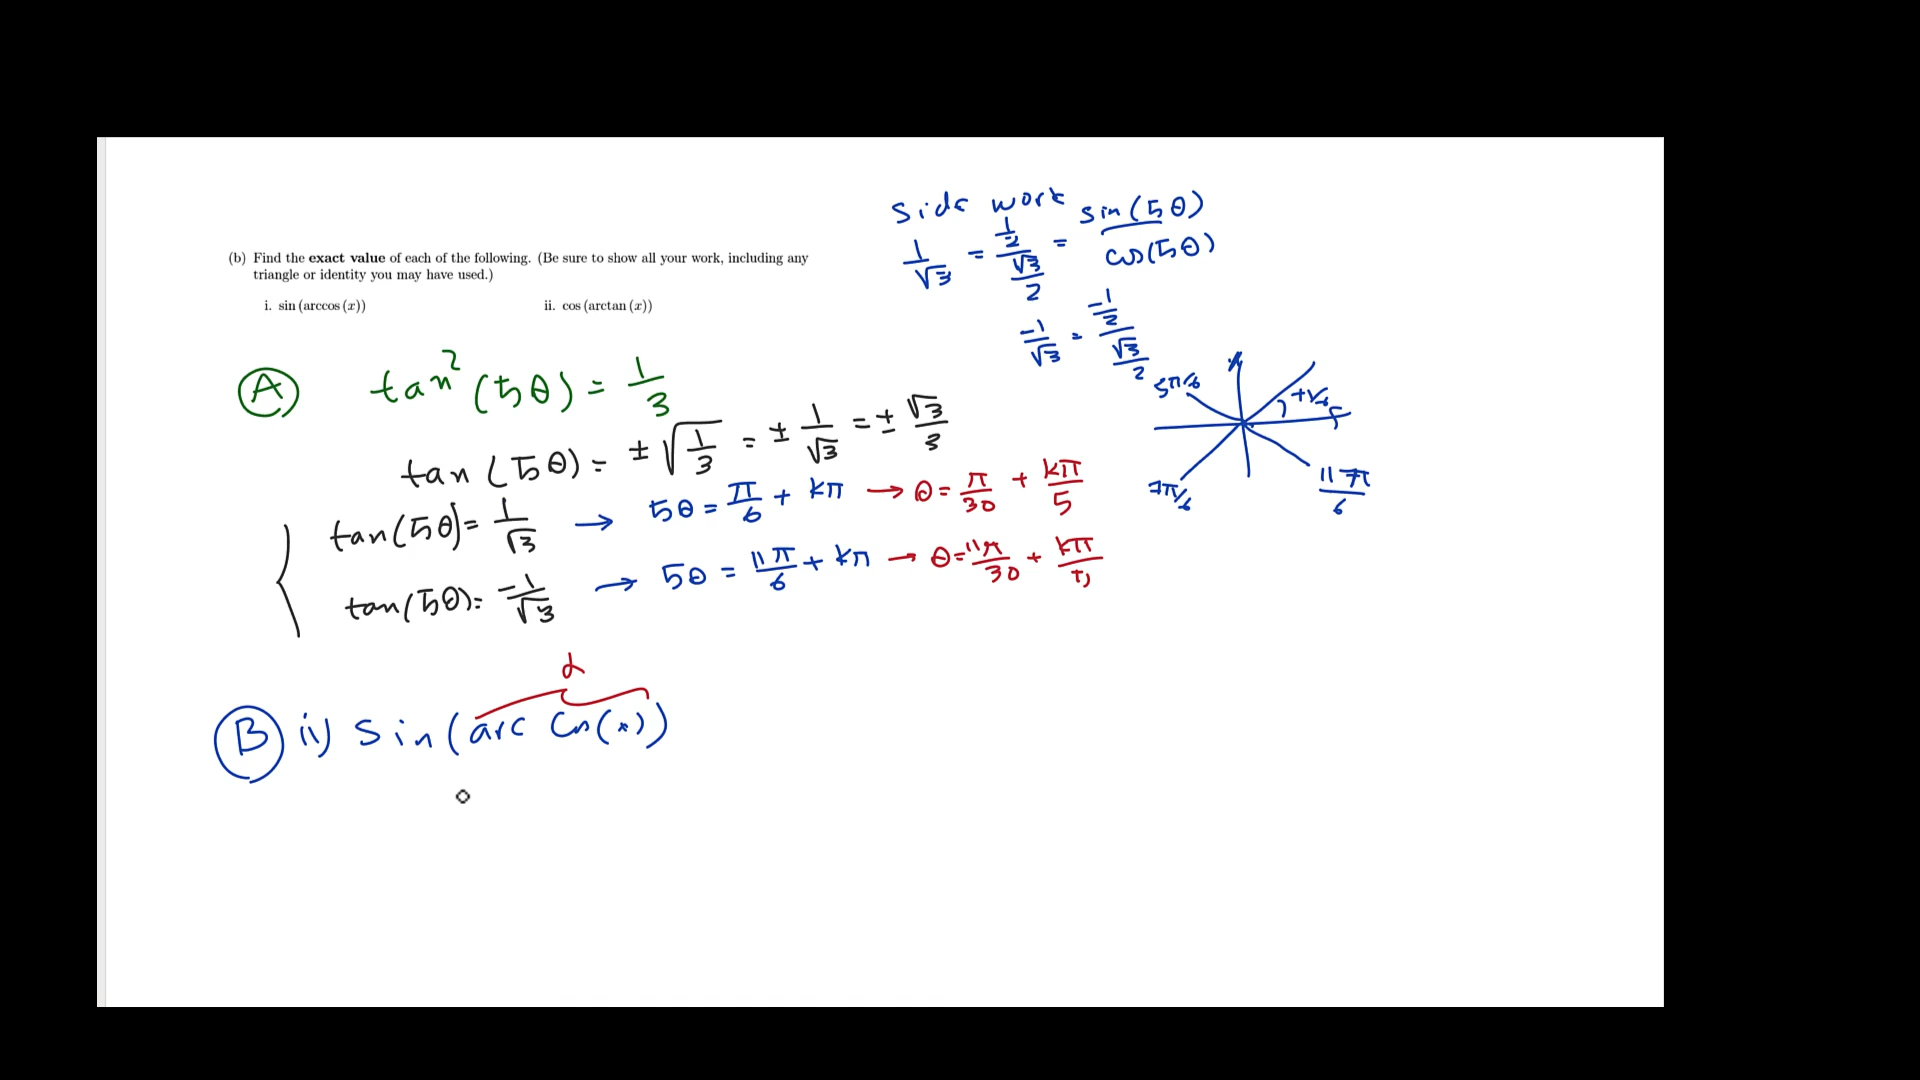 (b) Find the exact value of each of the following. (Be sure to show all your work, including any
triangle or identity you may have used.)
i. sin (arccos (x))    ii. cos (arctan (x))
Side work
1/√3 = (1/2)/(√3/2) = sin(5θ)/cos(5θ)
-1/√3 = (-1/2)/(√3/2)
5π/6
7π/6
11π/6
(A) tan²(5θ) = 1/3
tan(5θ) = ±√(1/3) = ± 1/√3 = ± √3/3
tan(5θ) = 1/√3 → 5θ = π/6 + kπ → θ = π/30 + kπ/5
tan(5θ) = -1/√3 → 5θ = 11π/6 + kπ → θ = 11π/30 + kπ/5
α
(B) ii) Sin(arc Cos(x))